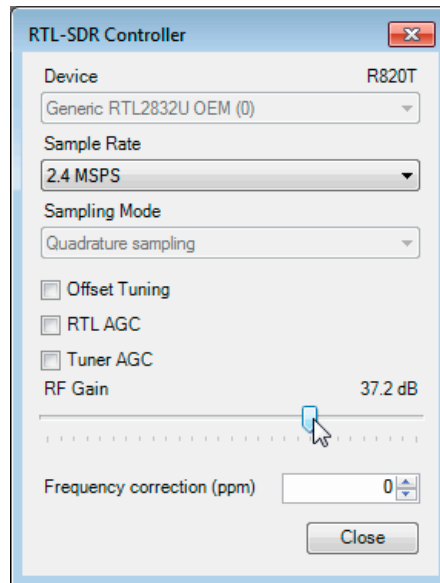 RTL-SDR Controller
Device R820T
Generic RTL2832U OEM (0)
Sample Rate
2.4 MSPS
Sampling Mode
Quadrature sampling
Offset Tuning
RTL AGC
Tuner AGC
RF Gain 37.2 dB
Frequency correction (ppm) 0
Close